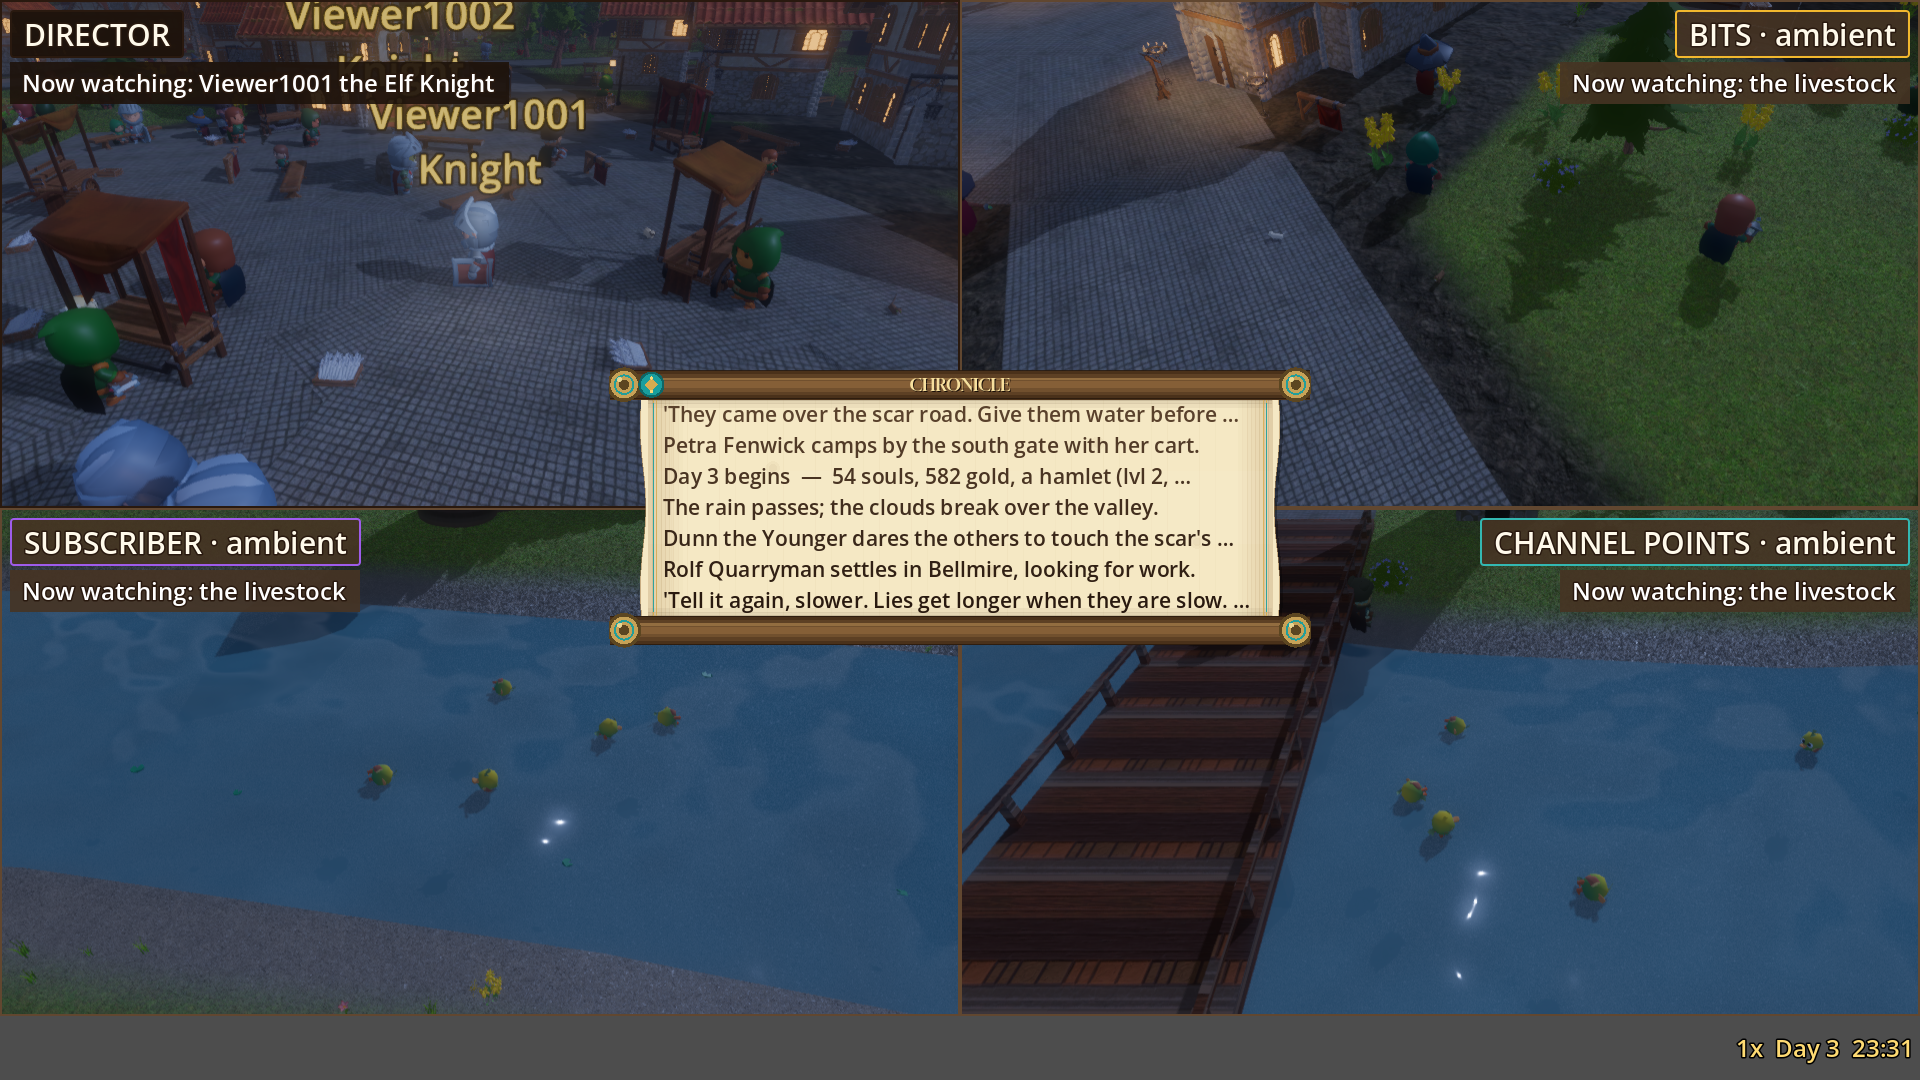 DIRECTOR
Now watching: Viewer1001 the Elf Knight
Viewer1002
Knight
Viewer1001
Knight
BITS · ambient
Now watching: the livestock
CHRONICLE
'They came over the scar road. Give them water before ...
Petra Fenwick camps by the south gate with her cart.
Day 3 begins — 54 souls, 582 gold, a hamlet (lvl 2, ...
The rain passes; the clouds break over the valley.
Dunn the Younger dares the others to touch the scar's ...
Rolf Quarryman settles in Bellmire, looking for work.
'Tell it again, slower. Lies get longer when they are slow. ...
SUBSCRIBER · ambient
Now watching: the livestock
CHANNEL POINTS · ambient
Now watching: the livestock
1x Day 3 23:31